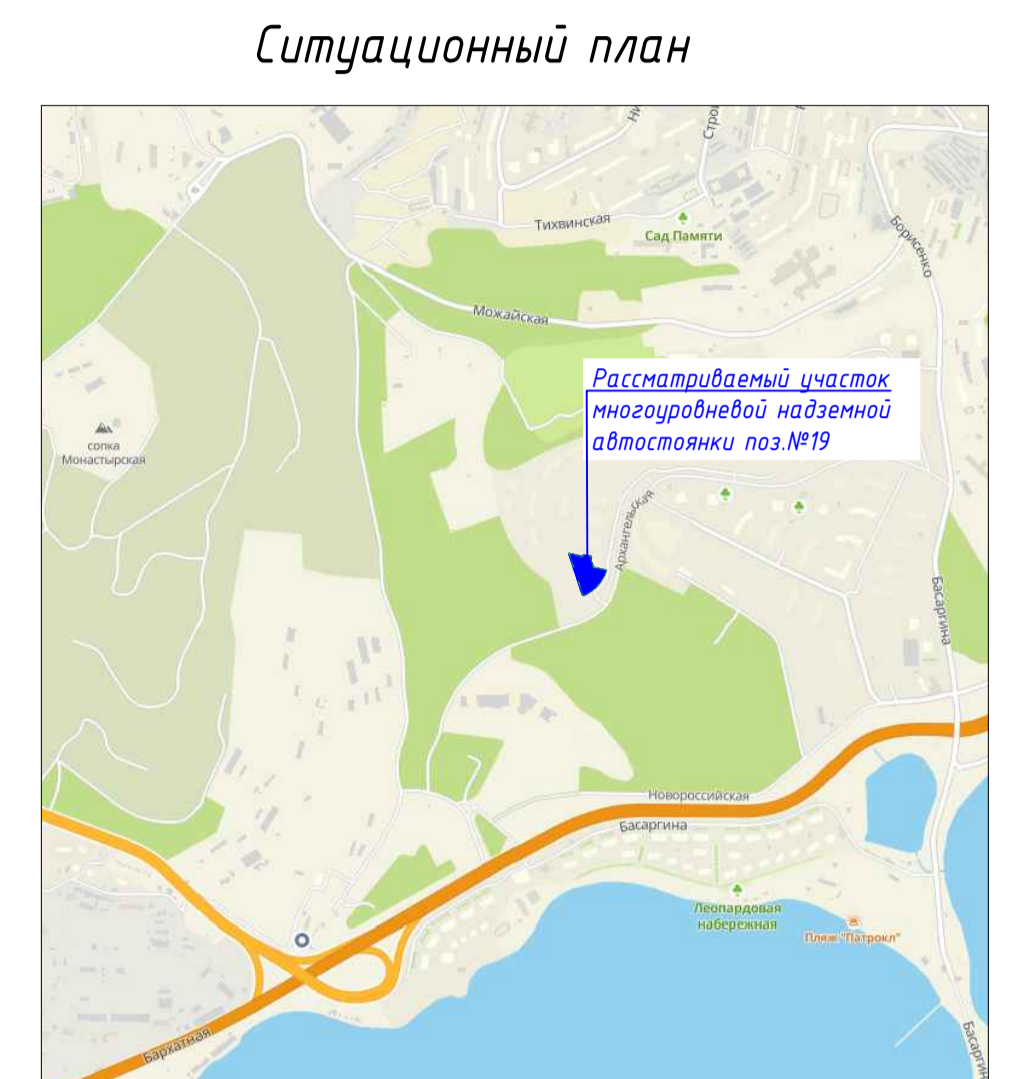 Ситуационный план
Тихвинская
Сад Памяти
Борисенко
Можайская
Рассматриваемый участок
многоуровневой надземной
автостоянки поз.№19
сопка
Монастырская
Архангельская
Басаргина
Новороссийская
Басаргина
Леопардовая
набережная
Пляж "Патрокл"
Бархатная